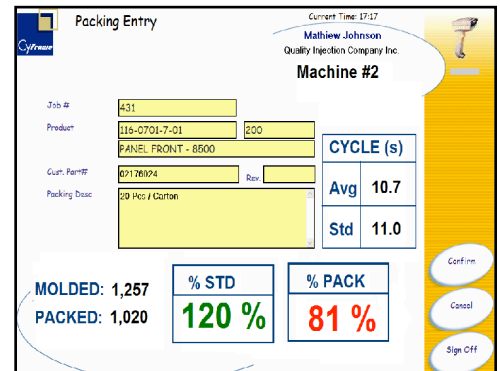 Packing Entry
Current Time: 17:17
CyFrame
Mathiew Johnson
Quality Injection Company Inc.
Machine #2
Job # 431
Product 116-0701-7-01 200
PANEL FRONT - 8500
Cust. Part# 02176024 Rev.
Packing Desc 20 Pcs / Carton
CYCLE (s)
Avg 10.7
Std 11.0
MOLDED: 1,257
PACKED: 1,020
% STD
120 %
% PACK
81 %
Confirm
Cancel
Sign Off